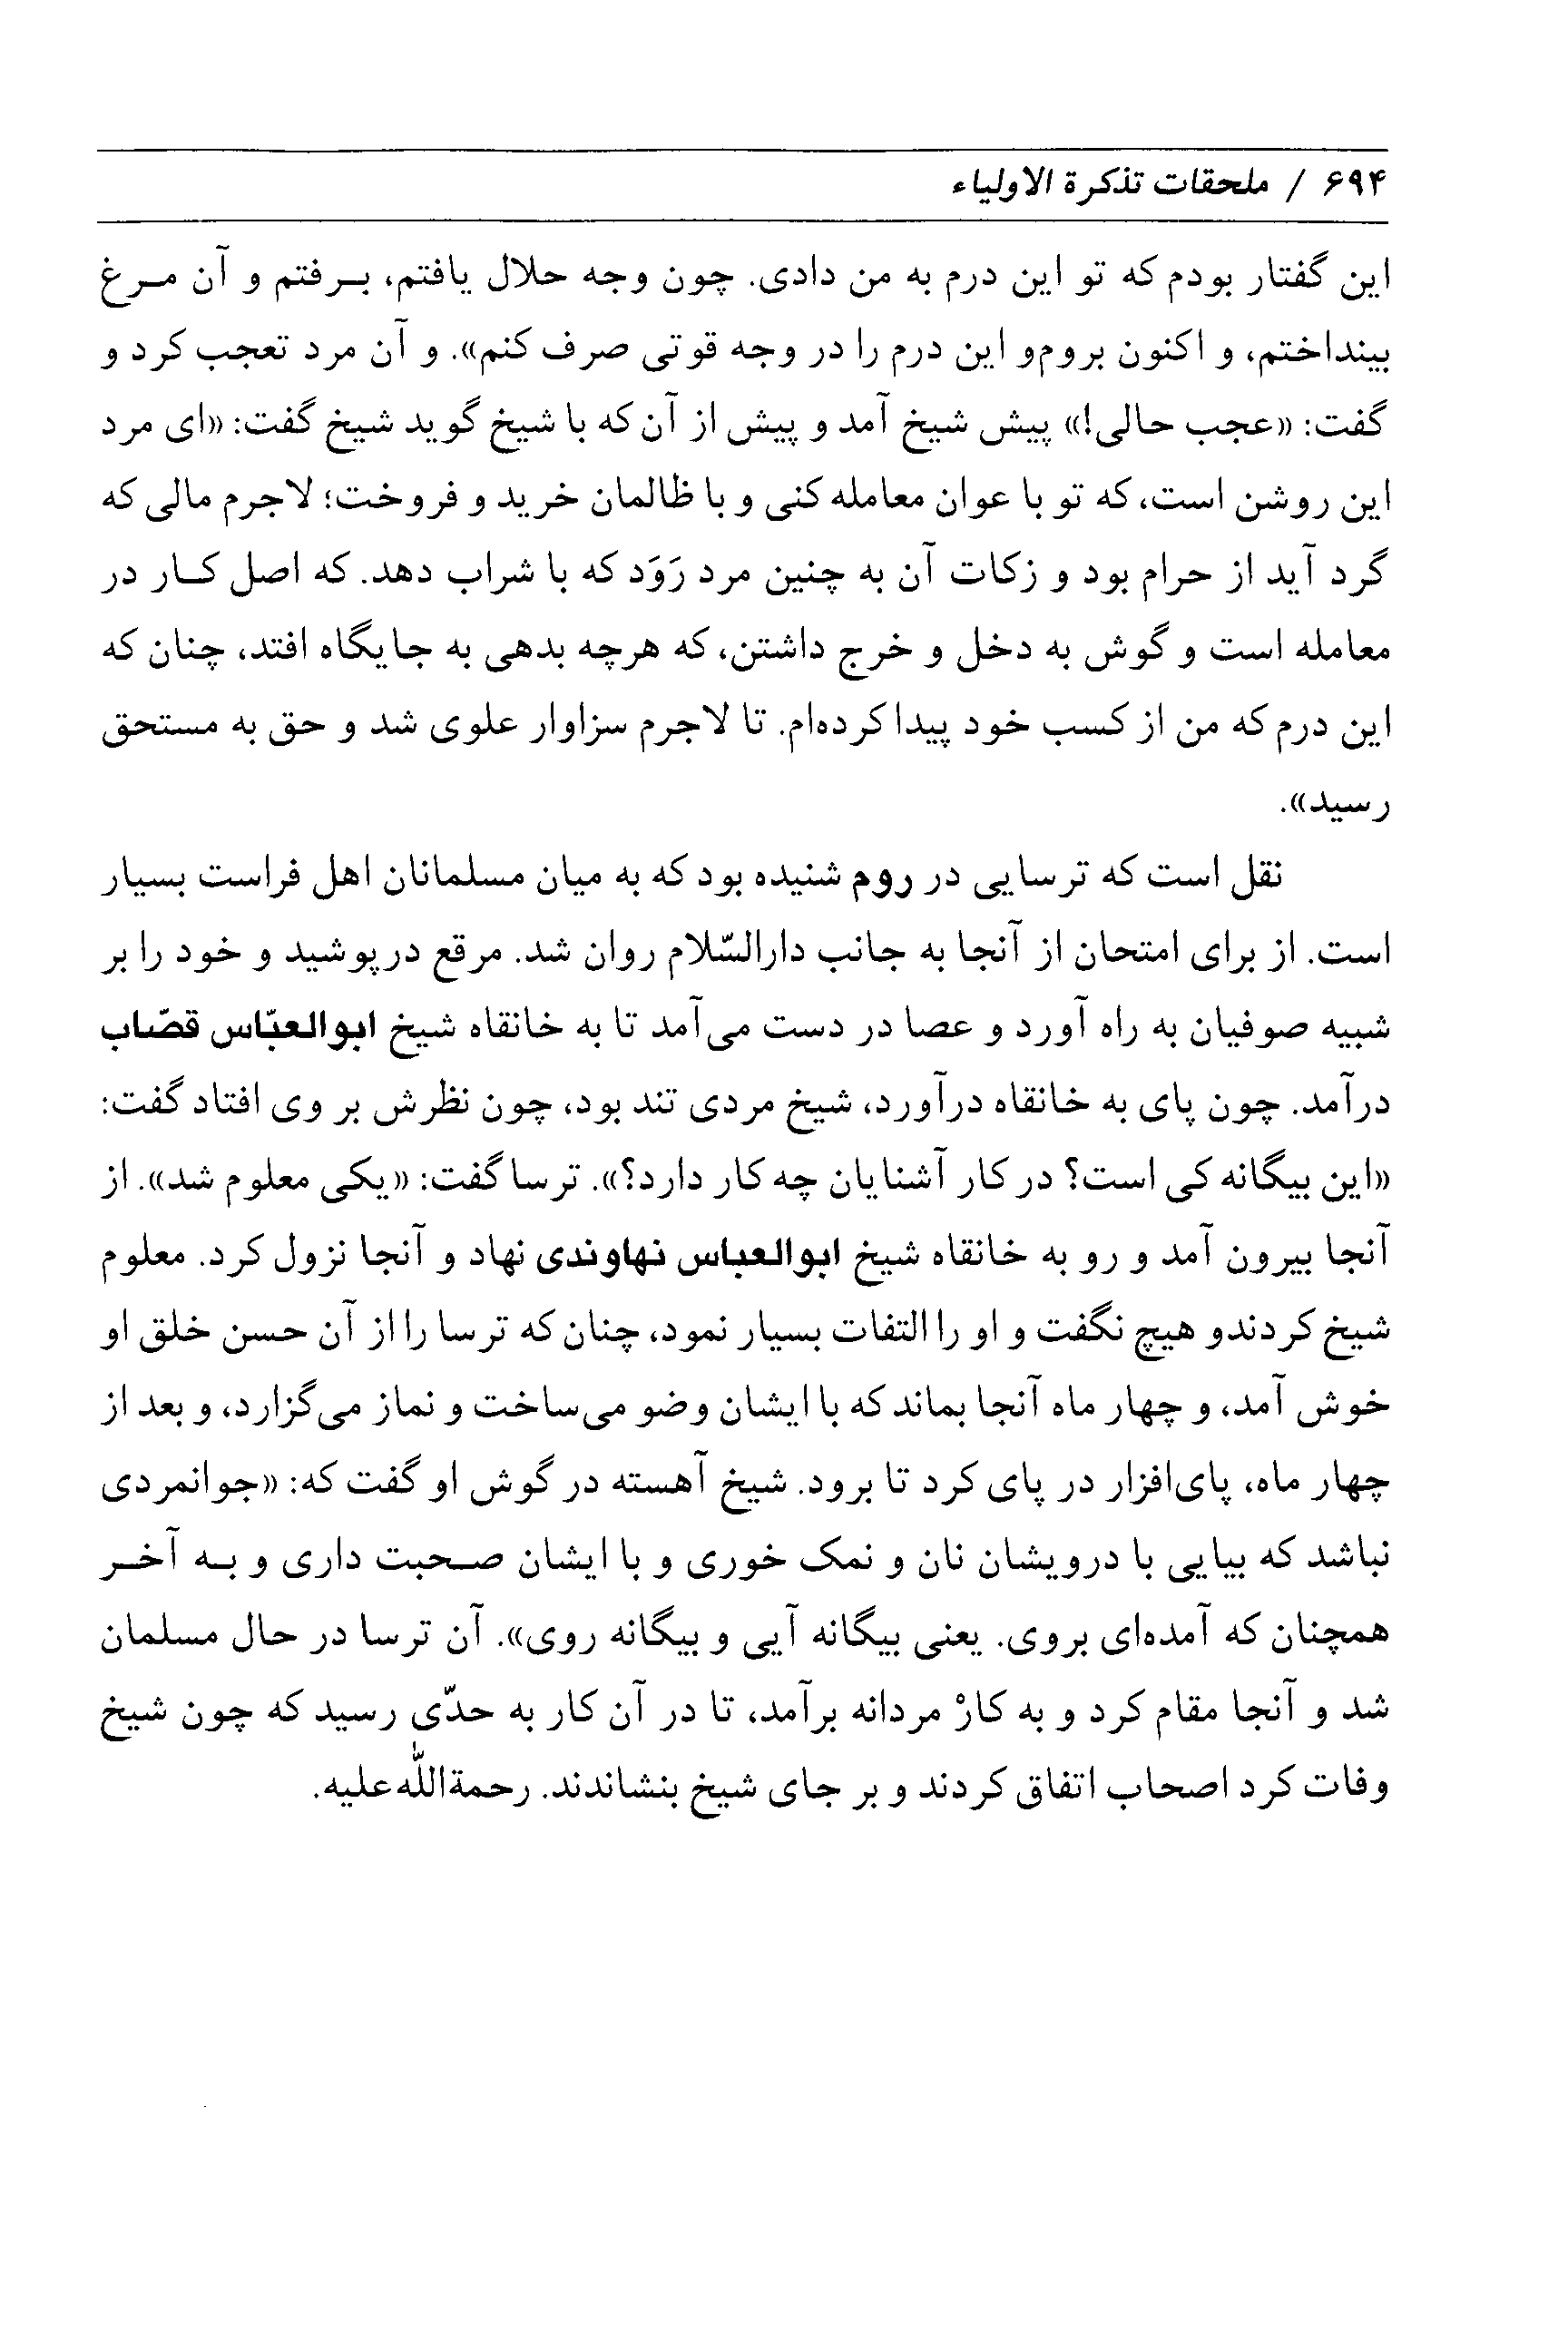 ۶۹۴ / ملحقات تذکرة الاولیاء
این گفتار بودم که تو این درم به من دادی. چون وجه حلال یافتم، بـرفتم و آن مـرغ
بینداختم، و اکنون بروم‌و این درم را در وجه قوتی صرف کنم». و آن مرد تعجب کرد و
گفت: «عجب حالی!» پیش شیخ آمد و پیش از آن‌که با شیخ گوید شیخ گفت: «ای مرد
این روشن است، که تو با عوان معامله کنی و با ظالمان خرید و فروخت؛ لاجرم مالی که
گرد آید از حرام بود و زکات آن به چنین مرد رَوَد که با شراب دهد. که اصل کـار در
معامله است و گوش به دخل و خرج داشتن، که هرچه بدهی به جایگاه افتد، چنان که
این درم که من از کسب خود پیدا کرده‌ام. تا لاجرم سزاوار علوی شد و حق به مستحق
رسید».
نقل است که ترسایی در روم شنیده بود که به میان مسلمانان اهل فراست بسیار
است. از برای امتحان از آنجا به جانب دارالسّلام روان شد. مرقع درپوشید و خود را بر
شبیه صوفیان به راه آورد و عصا در دست می‌آمد تا به خانقاه شیخ ابوالعبّاس قصّاب
درآمد. چون پای به خانقاه درآورد، شیخ مردی تند بود، چون نظرش بر وی افتاد گفت:
«این بیگانه کی است؟ در کار آشنایان چه کار دارد؟». ترسا گفت: «یکی معلوم شد». از
آنجا بیرون آمد و رو به خانقاه شیخ ابوالعباس نهاوندی نهاد و آنجا نزول کرد. معلوم
شیخ کردندو هیچ نگفت و او را التفات بسیار نمود، چنان که ترسا را از آن حسن خلق او
خوش آمد، و چهار ماه آنجا بماند که با ایشان وضو می‌ساخت و نماز می‌گزارد، و بعد از
چهار ماه، پای‌افزار در پای کرد تا برود. شیخ آهسته در گوش او گفت که: «جوانمردی
نباشد که بیایی با درویشان نان و نمک خوری و با ایشان صـحبت داری و بـه آخـر
همچنان که آمده‌ای بروی. یعنی بیگانه آیی و بیگانه روی». آن ترسا در حال مسلمان
شد و آنجا مقام کرد و به کارْ مردانه برآمد، تا در آن کار به حدّی رسید که چون شیخ
وفات کرد اصحاب اتفاق کردند و بر جای شیخ بنشاندند. رحمةاللّٰه علیه.